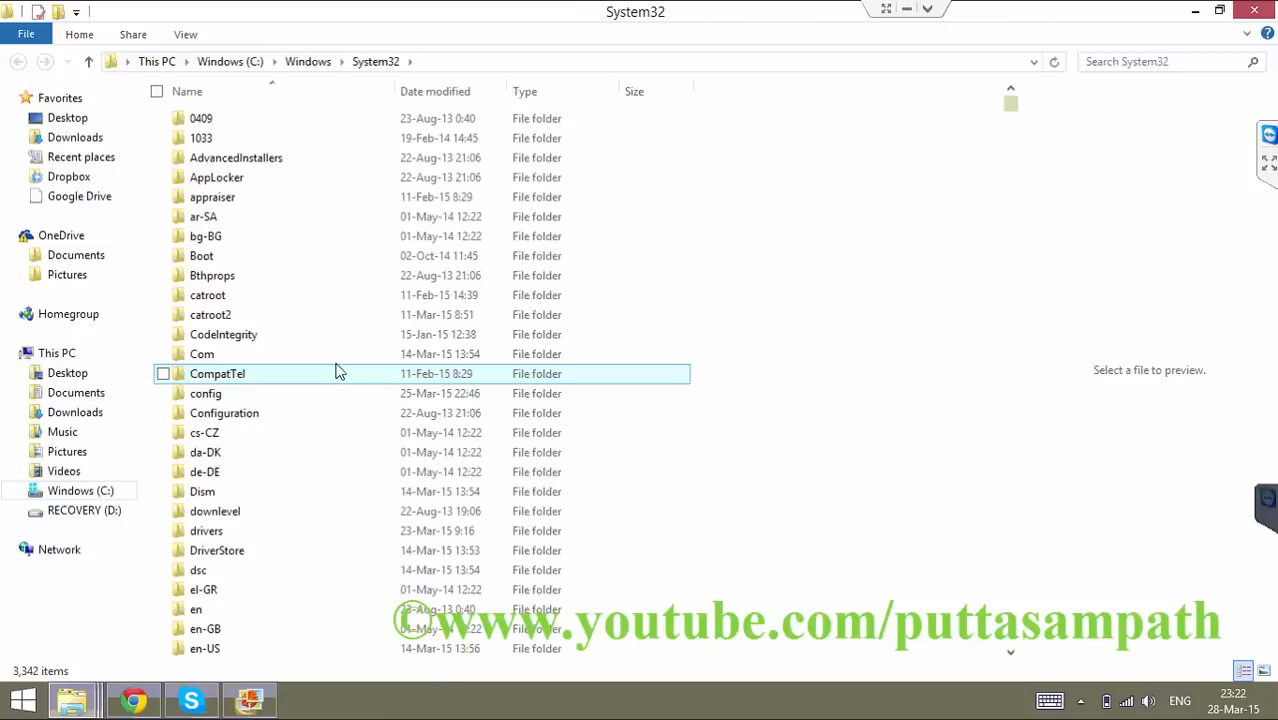 System32
File Home Share View
This PC Windows (C:) Windows System32
Search System32
Name Date modified Type Size
Favorites
Desktop
Downloads
Recent places
Dropbox
Google Drive
OneDrive
Documents
Pictures
Homegroup
This PC
Desktop
Documents
Downloads
Music
Pictures
Videos
Windows (C:)
RECOVERY (D:)
Network
0409 23-Aug-13 0:40 File folder
1033 19-Feb-14 14:45 File folder
AdvancedInstallers 22-Aug-13 21:06 File folder
AppLocker 22-Aug-13 21:06 File folder
appraiser 11-Feb-15 8:29 File folder
ar-SA 01-May-14 12:22 File folder
bg-BG 01-May-14 12:22 File folder
Boot 02-Oct-14 11:45 File folder
Bthprops 22-Aug-13 21:06 File folder
catroot 11-Feb-15 14:39 File folder
catroot2 11-Mar-15 8:51 File folder
CodeIntegrity 15-Jan-15 12:38 File folder
Com 14-Mar-15 13:54 File folder
CompatTel 11-Feb-15 8:29 File folder
config 25-Mar-15 22:46 File folder
Configuration 22-Aug-13 21:06 File folder
cs-CZ 01-May-14 12:22 File folder
da-DK 01-May-14 12:22 File folder
de-DE 01-May-14 12:22 File folder
Dism 14-Mar-15 13:54 File folder
downlevel 22-Aug-13 19:06 File folder
drivers 23-Mar-15 9:16 File folder
DriverStore 14-Mar-15 13:53 File folder
dsc 14-Mar-15 13:54 File folder
el-GR 01-May-14 12:22 File folder
en 23-Aug-13 0:40 File folder
en-GB 01-May-14 12:22 File folder
en-US 14-Mar-15 13:56 File folder
Select a file to preview.
©www.youtube.com/puttasampath
3,342 items
ENG
23:22
28-Mar-15